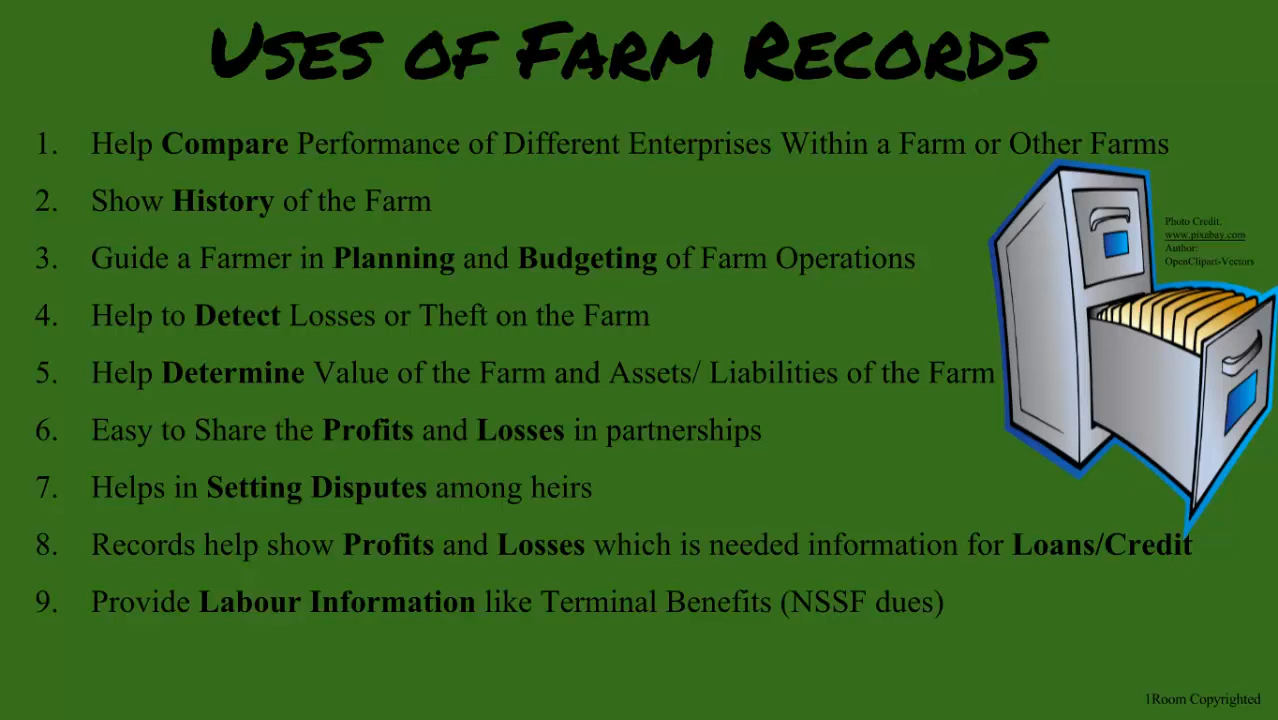 Uses of Farm Records
1. Help Compare Performance of Different Enterprises Within a Farm or Other Farms
2. Show History of the Farm
3. Guide a Farmer in Planning and Budgeting of Farm Operations
4. Help to Detect Losses or Theft on the Farm
5. Help Determine Value of the Farm and Assets/ Liabilities of the Farm
6. Easy to Share the Profits and Losses in partnerships
7. Helps in Setting Disputes among heirs
8. Records help show Profits and Losses which is needed information for Loans/Credit
9. Provide Labour Information like Terminal Benefits (NSSF dues)
Photo Credit:
www.pixabay.com
Author:
OpenClipart-Vectors
1Room Copyrighted